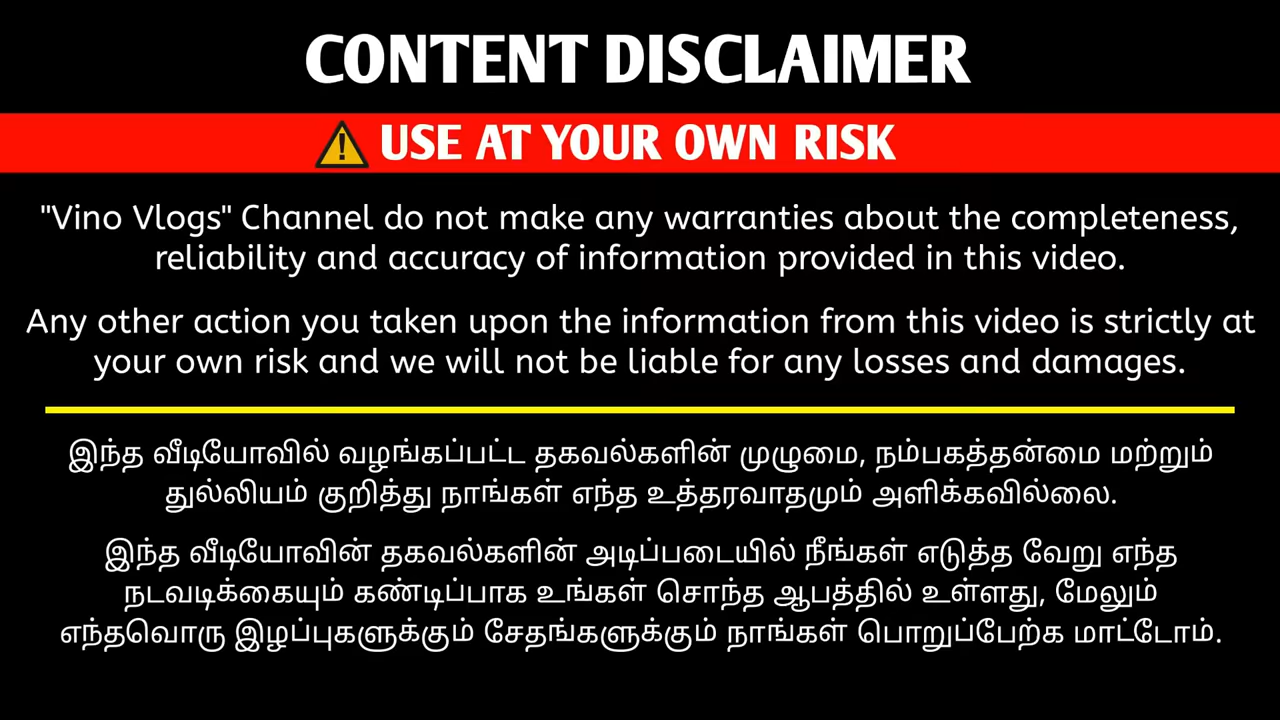 CONTENT DISCLAIMER
⚠ USE AT YOUR OWN RISK
"Vino Vlogs" Channel do not make any warranties about the completeness,
reliability and accuracy of information provided in this video.
Any other action you taken upon the information from this video is strictly at
your own risk and we will not be liable for any losses and damages.
இந்த வீடியோவில் வழங்கப்பட்ட தகவல்களின் முழுமை, நம்பகத்தன்மை மற்றும்
துல்லியம் குறித்து நாங்கள் எந்த உத்தரவாதமும் அளிக்கவில்லை.
இந்த வீடியோவின் தகவல்களின் அடிப்படையில் நீங்கள் எடுத்த வேறு எந்த
நடவடிக்கையும் கண்டிப்பாக உங்கள் சொந்த ஆபத்தில் உள்ளது, மேலும்
எந்தவொரு இழப்புகளுக்கும் சேதங்களுக்கும் நாங்கள் பொறுப்பேற்க மாட்டோம்.